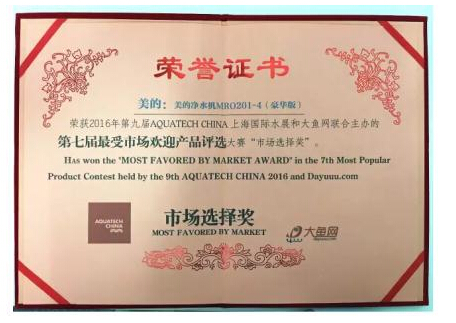 荣誉证书
美的：美的净水机MRO201-4（豪华版）
荣获2016年第九届AQUATECH CHINA 上海国际水展和大鱼网联合主办的
第七届最受市场欢迎产品评选大赛“市场选择奖”。
Has won the "MOST FAVORED BY MARKET AWARD" in the 7th Most Popular
Product Contest held by the 9th AQUATECH CHINA 2016 and Dayuuu.com
AQUATECH
CHINA
市场选择奖
MOST FAVORED BY MARKET
大鱼网